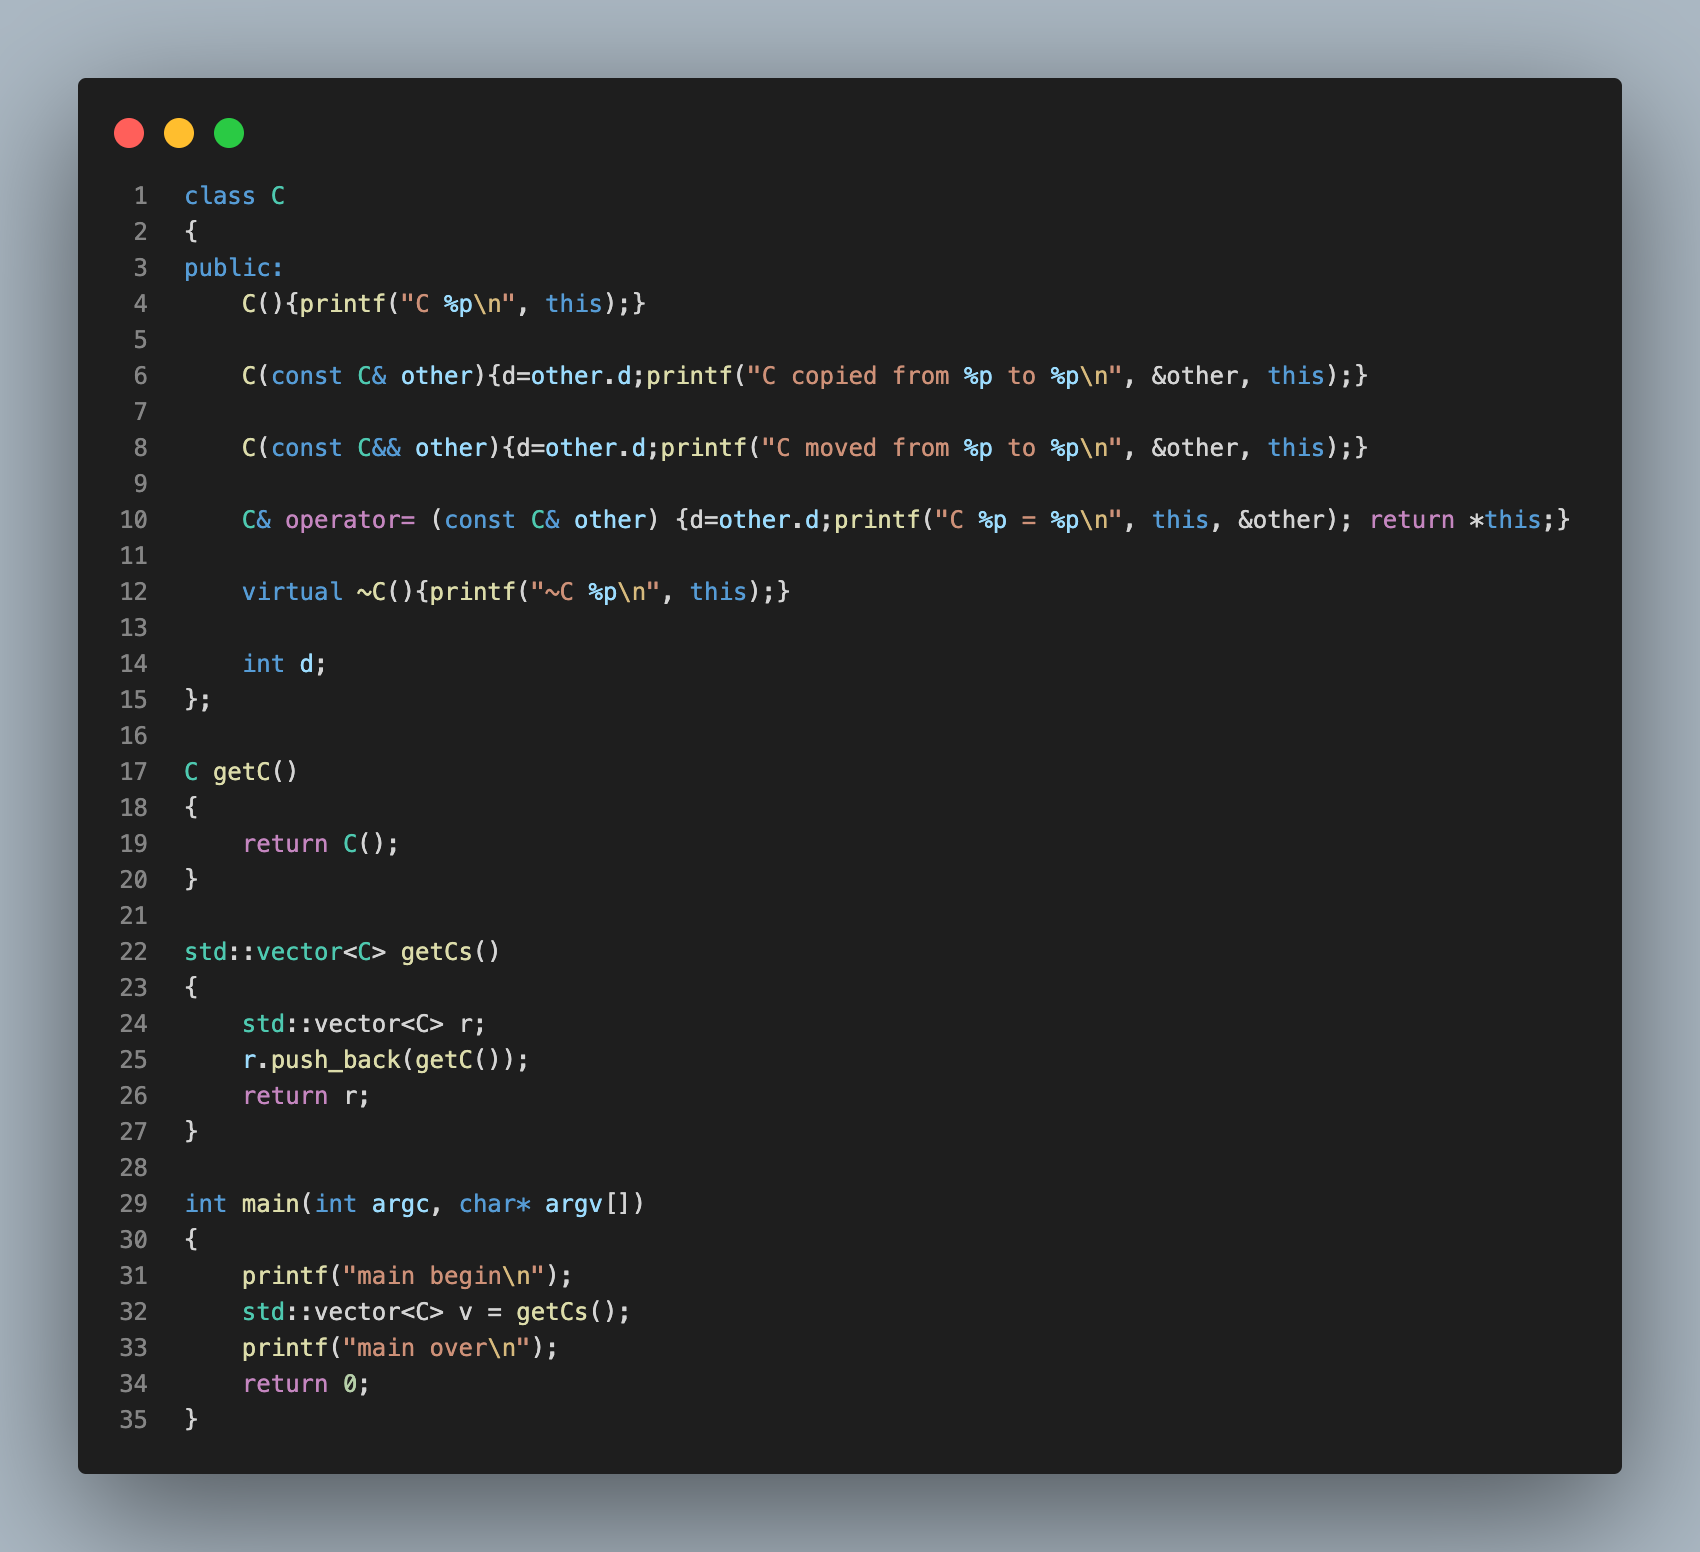 1 class C
2 {
3 public:
4     C(){printf("C %p\n", this);}
5
6     C(const C& other){d=other.d;printf("C copied from %p to %p\n", &other, this);}
7
8     C(const C&& other){d=other.d;printf("C moved from %p to %p\n", &other, this);}
9
10     C& operator= (const C& other) {d=other.d;printf("C %p = %p\n", this, &other); return *this;}
11
12     virtual ~C(){printf("~C %p\n", this);}
13
14     int d;
15 };
16
17 C getC()
18 {
19     return C();
20 }
21
22 std::vector<C> getCs()
23 {
24     std::vector<C> r;
25     r.push_back(getC());
26     return r;
27 }
28
29 int main(int argc, char* argv[])
30 {
31     printf("main begin\n");
32     std::vector<C> v = getCs();
33     printf("main over\n");
34     return 0;
35 }